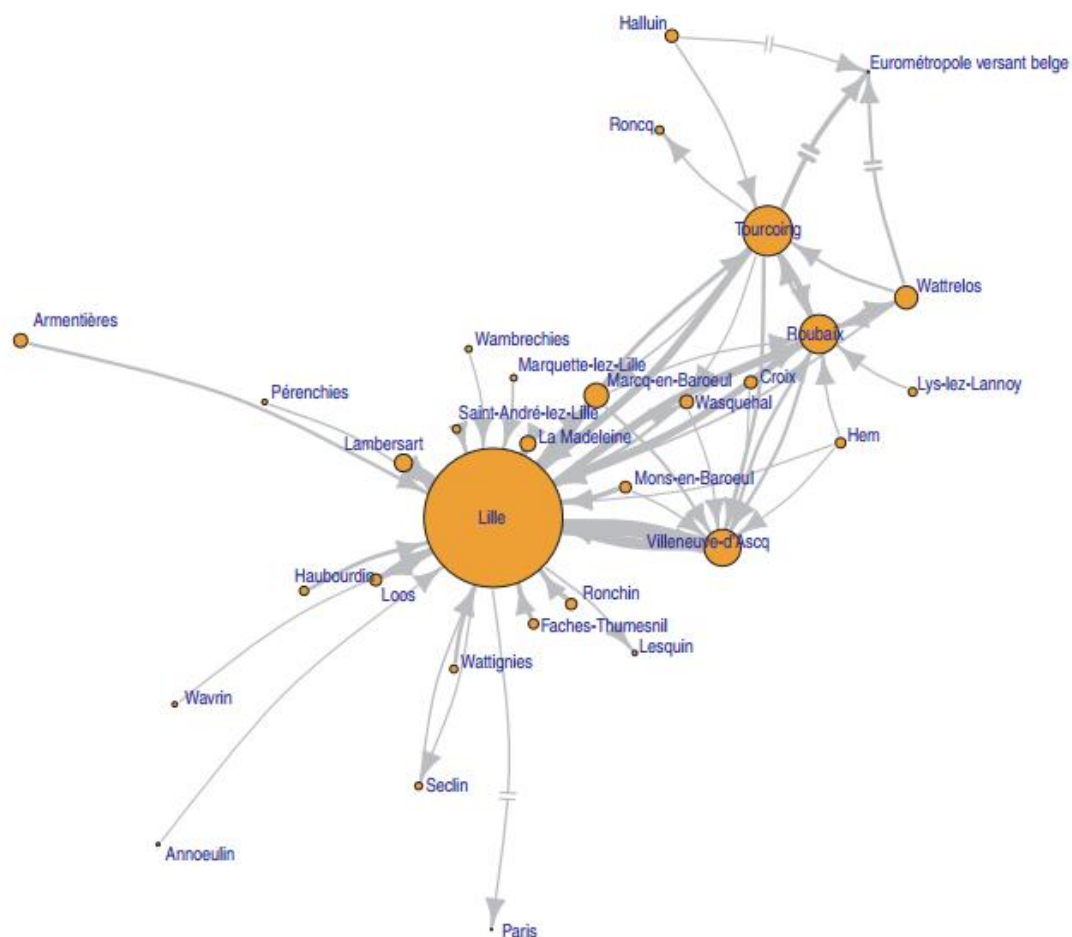 Halluin
Eurométropole versant belge
Roncq
Tourcoing
Wattrelos
Armentières
Roubaix
Wambrechies
Marquette-lez-Lille
Marcq-en-Baroeul
Croix
Lys-lez-Lannoy
Pérenchies
Wasquehal
Saint-André-lez-Lille
La Madeleine
Hem
Lambersart
Mons-en-Baroeul
Lille
Villeneuve-d'Ascq
Haubourdin
Loos
Ronchin
Faches-Thumesnil
Lesquin
Wattignies
Wavrin
Seclin
Annoeulin
Paris